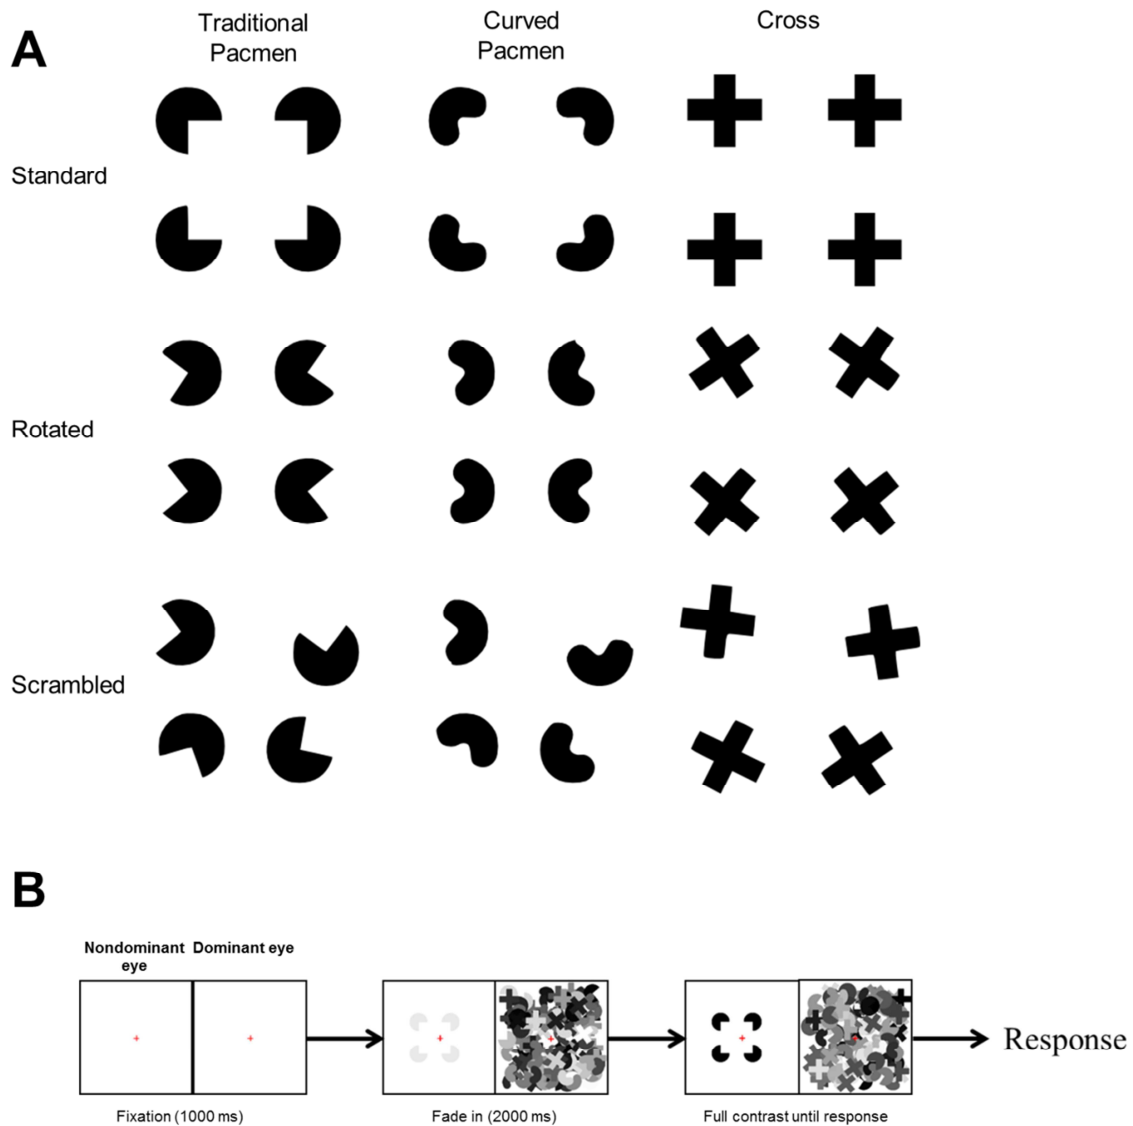 A
Traditional
Pacmen
Curved
Pacmen
Cross
Standard
Rotated
Scrambled
B
Nondominant
eye
Dominant eye
Response
Fixation (1000 ms)
Fade in (2000 ms)
Full contrast until response